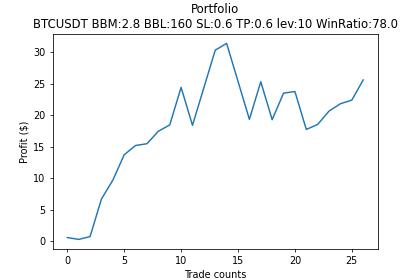 Portfolio
BTCUSDT BBM:2.8 BBL:160 SL:0.6 TP:0.6 lev:10 WinRatio:78.0
30
25
20
15
10
5
0
Profit ($)
0 5 10 15 20 25
Trade counts